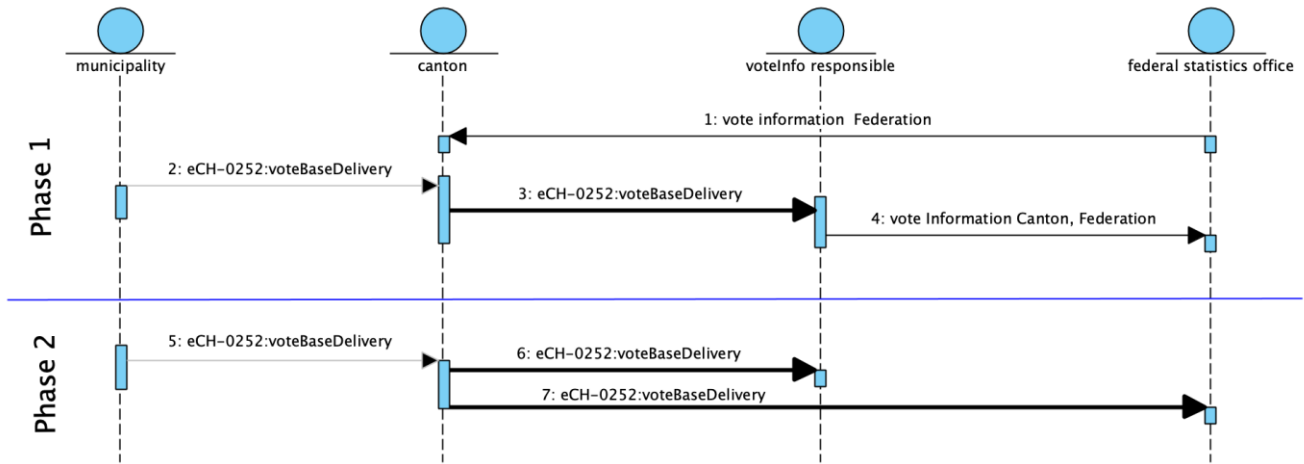 municipality
canton
voteInfo responsible
federal statistics office
Phase 1
1: vote information  Federation
2: eCH-0252:voteBaseDelivery
3: eCH-0252:voteBaseDelivery
4: vote Information Canton, Federation
Phase 2
5: eCH-0252:voteBaseDelivery
6: eCH-0252:voteBaseDelivery
7: eCH-0252:voteBaseDelivery